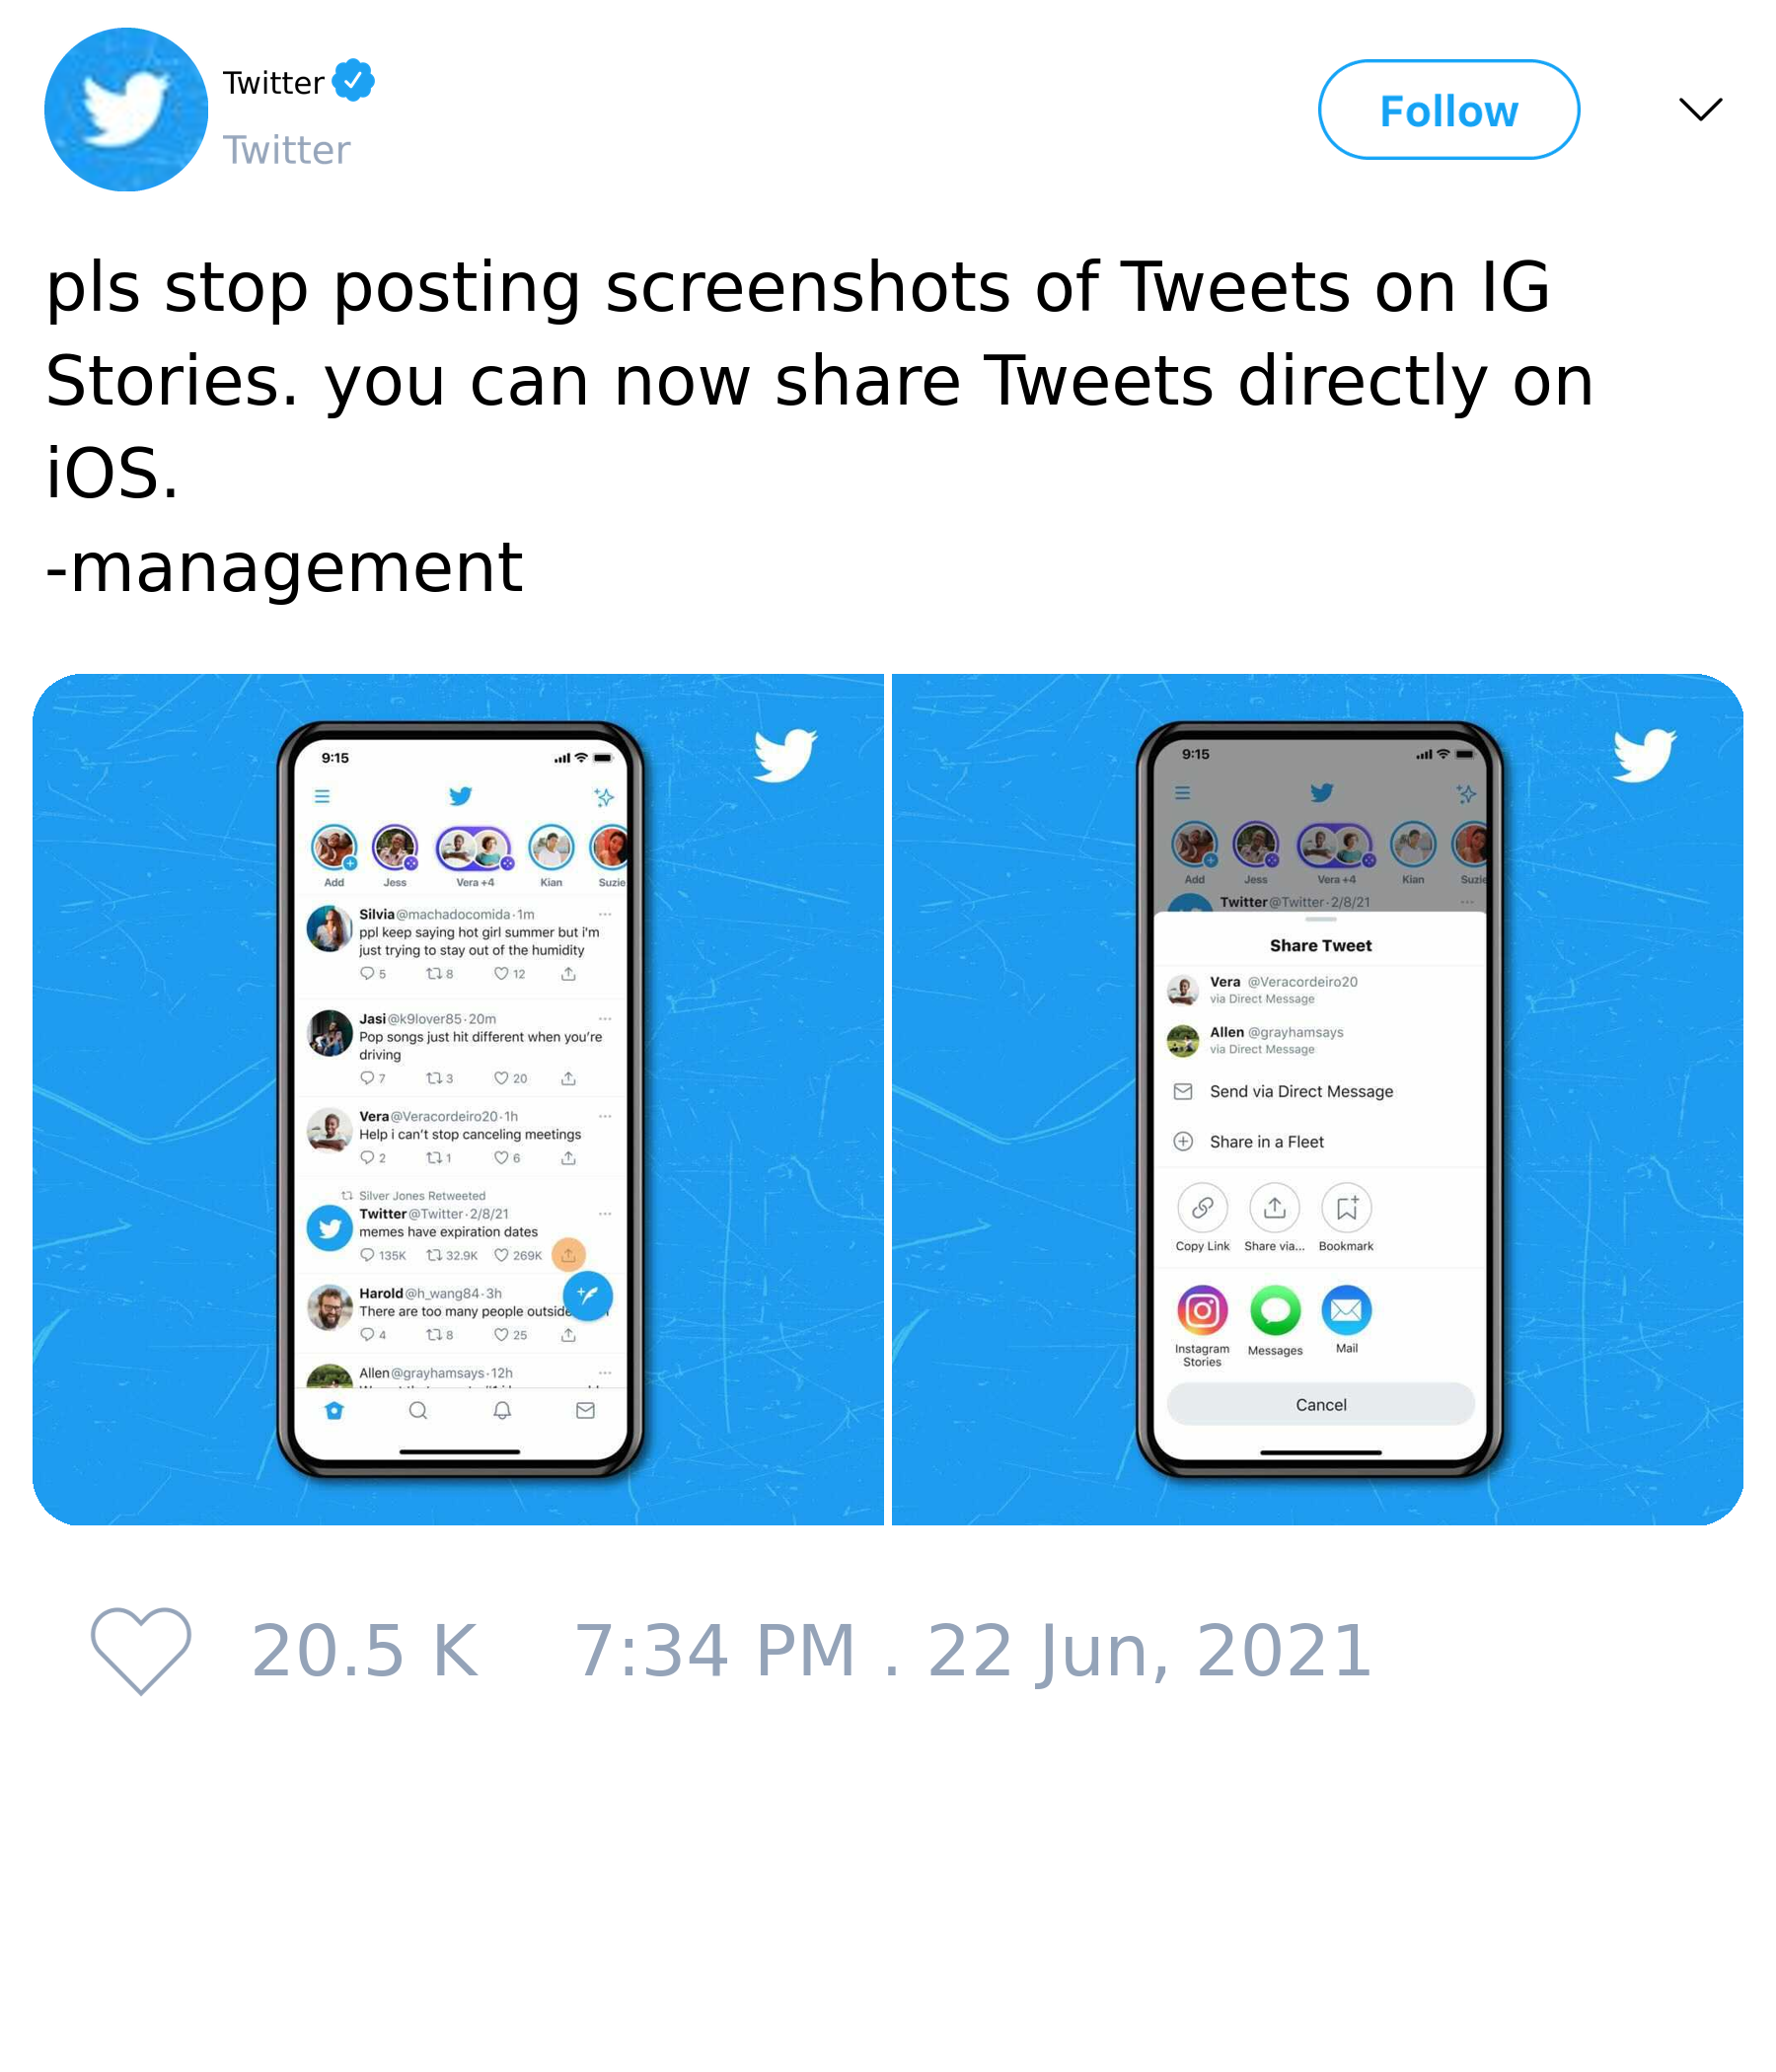 Twitter
Twitter
Follow
pls stop posting screenshots of Tweets on IG
Stories. you can now share Tweets directly on
iOS.
-management
9:15
Add Jess Vera +4 Kian Suzie
Silvia @machadocomida · 1m
ppl keep saying hot girl summer but i'm
just trying to stay out of the humidity
5 8 12
Jasi @k9lover85 · 20m
Pop songs just hit different when you're
driving
7 3 20
Vera @Veracordeiro20 · 1h
Help i can't stop canceling meetings
2 1 6
Silver Jones Retweeted
Twitter @Twitter · 2/8/21
memes have expiration dates
135K 32.9K 269K
Harold @h_wang84 · 3h
There are too many people outside
4 8 25
Allen @grayhamsays · 12h
9:15
Add Jess Vera +4 Kian Suzie
Twitter @Twitter · 2/8/21
Share Tweet
Vera @Veracordeiro20
via Direct Message
Allen @grayhamsays
via Direct Message
Send via Direct Message
Share in a Fleet
Copy Link Share via... Bookmark
Instagram Messages Mail
Stories
Cancel
20.5 K 7:34 PM . 22 Jun, 2021